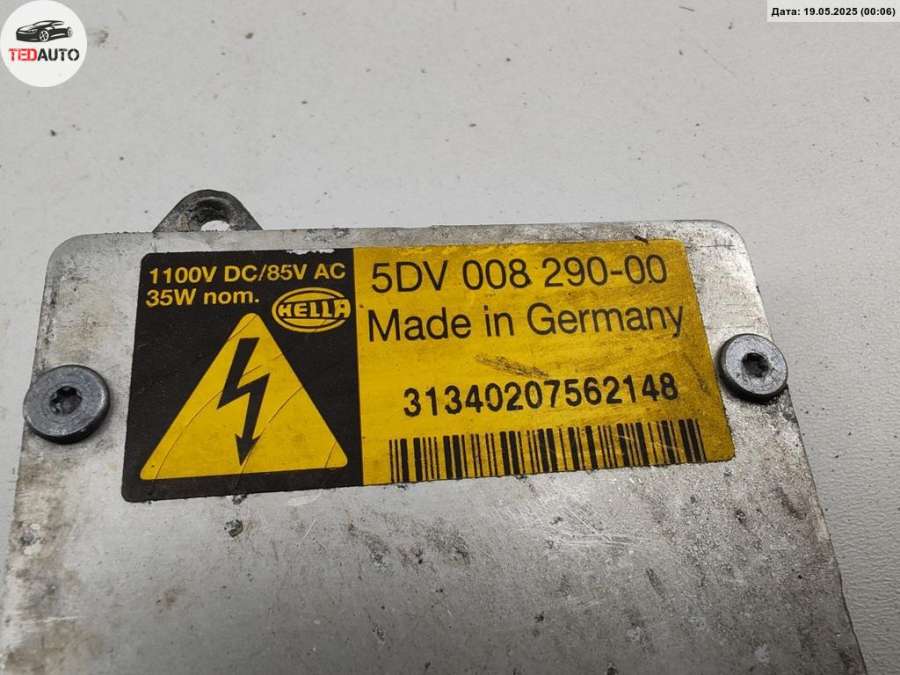 TEDAUTO
Дата: 19.05.2025 (00:06)
1100V DC/85V AC
35W nom.
HELLA
5DV 008 290-00
Made in Germany
31340207562148